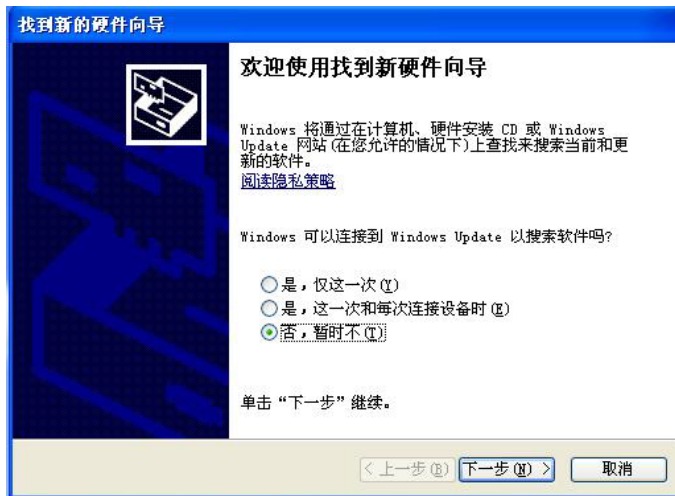 找到新的硬件向导
欢迎使用找到新硬件向导
Windows 将通过在计算机、硬件安装 CD 或 Windows
Update 网站(在您允许的情况下)上查找来搜索当前和更
新的软件。
阅读隐私策略
Windows 可以连接到 Windows Update 以搜索软件吗?
是，仅这一次(Y)
是，这一次和每次连接设备时(E)
否，暂时不(T)
单击“下一步”继续。
< 上一步(B) 下一步(N) > 取消